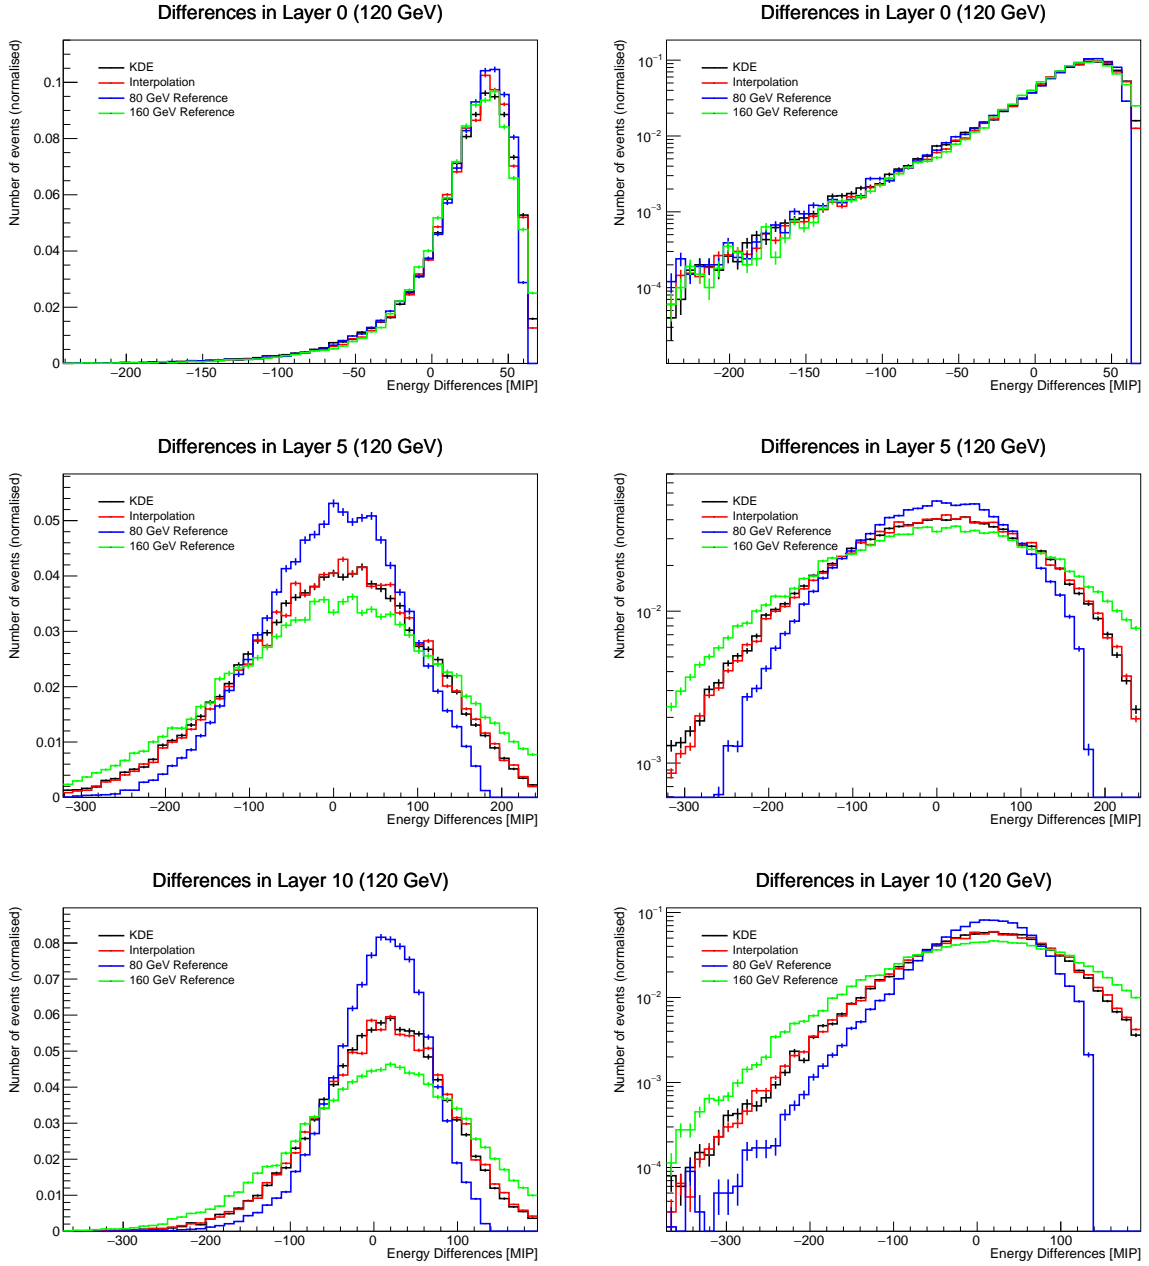 Differences in Layer 0 (120 GeV)
Number of events (normalised)
KDE
Interpolation
80 GeV Reference
160 GeV Reference
0.1
0.08
0.06
0.04
0.02
0
−200 −150 −100 −50 0 50
Energy Differences [MIP]
Differences in Layer 0 (120 GeV)
Number of events (normalised)
KDE
Interpolation
80 GeV Reference
160 GeV Reference
10−1
10−2
10−3
10−4
−200 −150 −100 −50 0 50
Energy Differences [MIP]
Differences in Layer 5 (120 GeV)
Number of events (normalised)
KDE
Interpolation
80 GeV Reference
160 GeV Reference
0.05
0.04
0.03
0.02
0.01
0
−300 −200 −100 0 100 200
Energy Differences [MIP]
Differences in Layer 5 (120 GeV)
Number of events (normalised)
KDE
Interpolation
80 GeV Reference
160 GeV Reference
10−2
10−3
−300 −200 −100 0 100 200
Energy Differences [MIP]
Differences in Layer 10 (120 GeV)
Number of events (normalised)
KDE
Interpolation
80 GeV Reference
160 GeV Reference
0.08
0.07
0.06
0.05
0.04
0.03
0.02
0.01
0
−300 −200 −100 0 100
Energy Differences [MIP]
Differences in Layer 10 (120 GeV)
Number of events (normalised)
KDE
Interpolation
80 GeV Reference
160 GeV Reference
10−1
10−2
10−3
10−4
−300 −200 −100 0 100
Energy Differences [MIP]